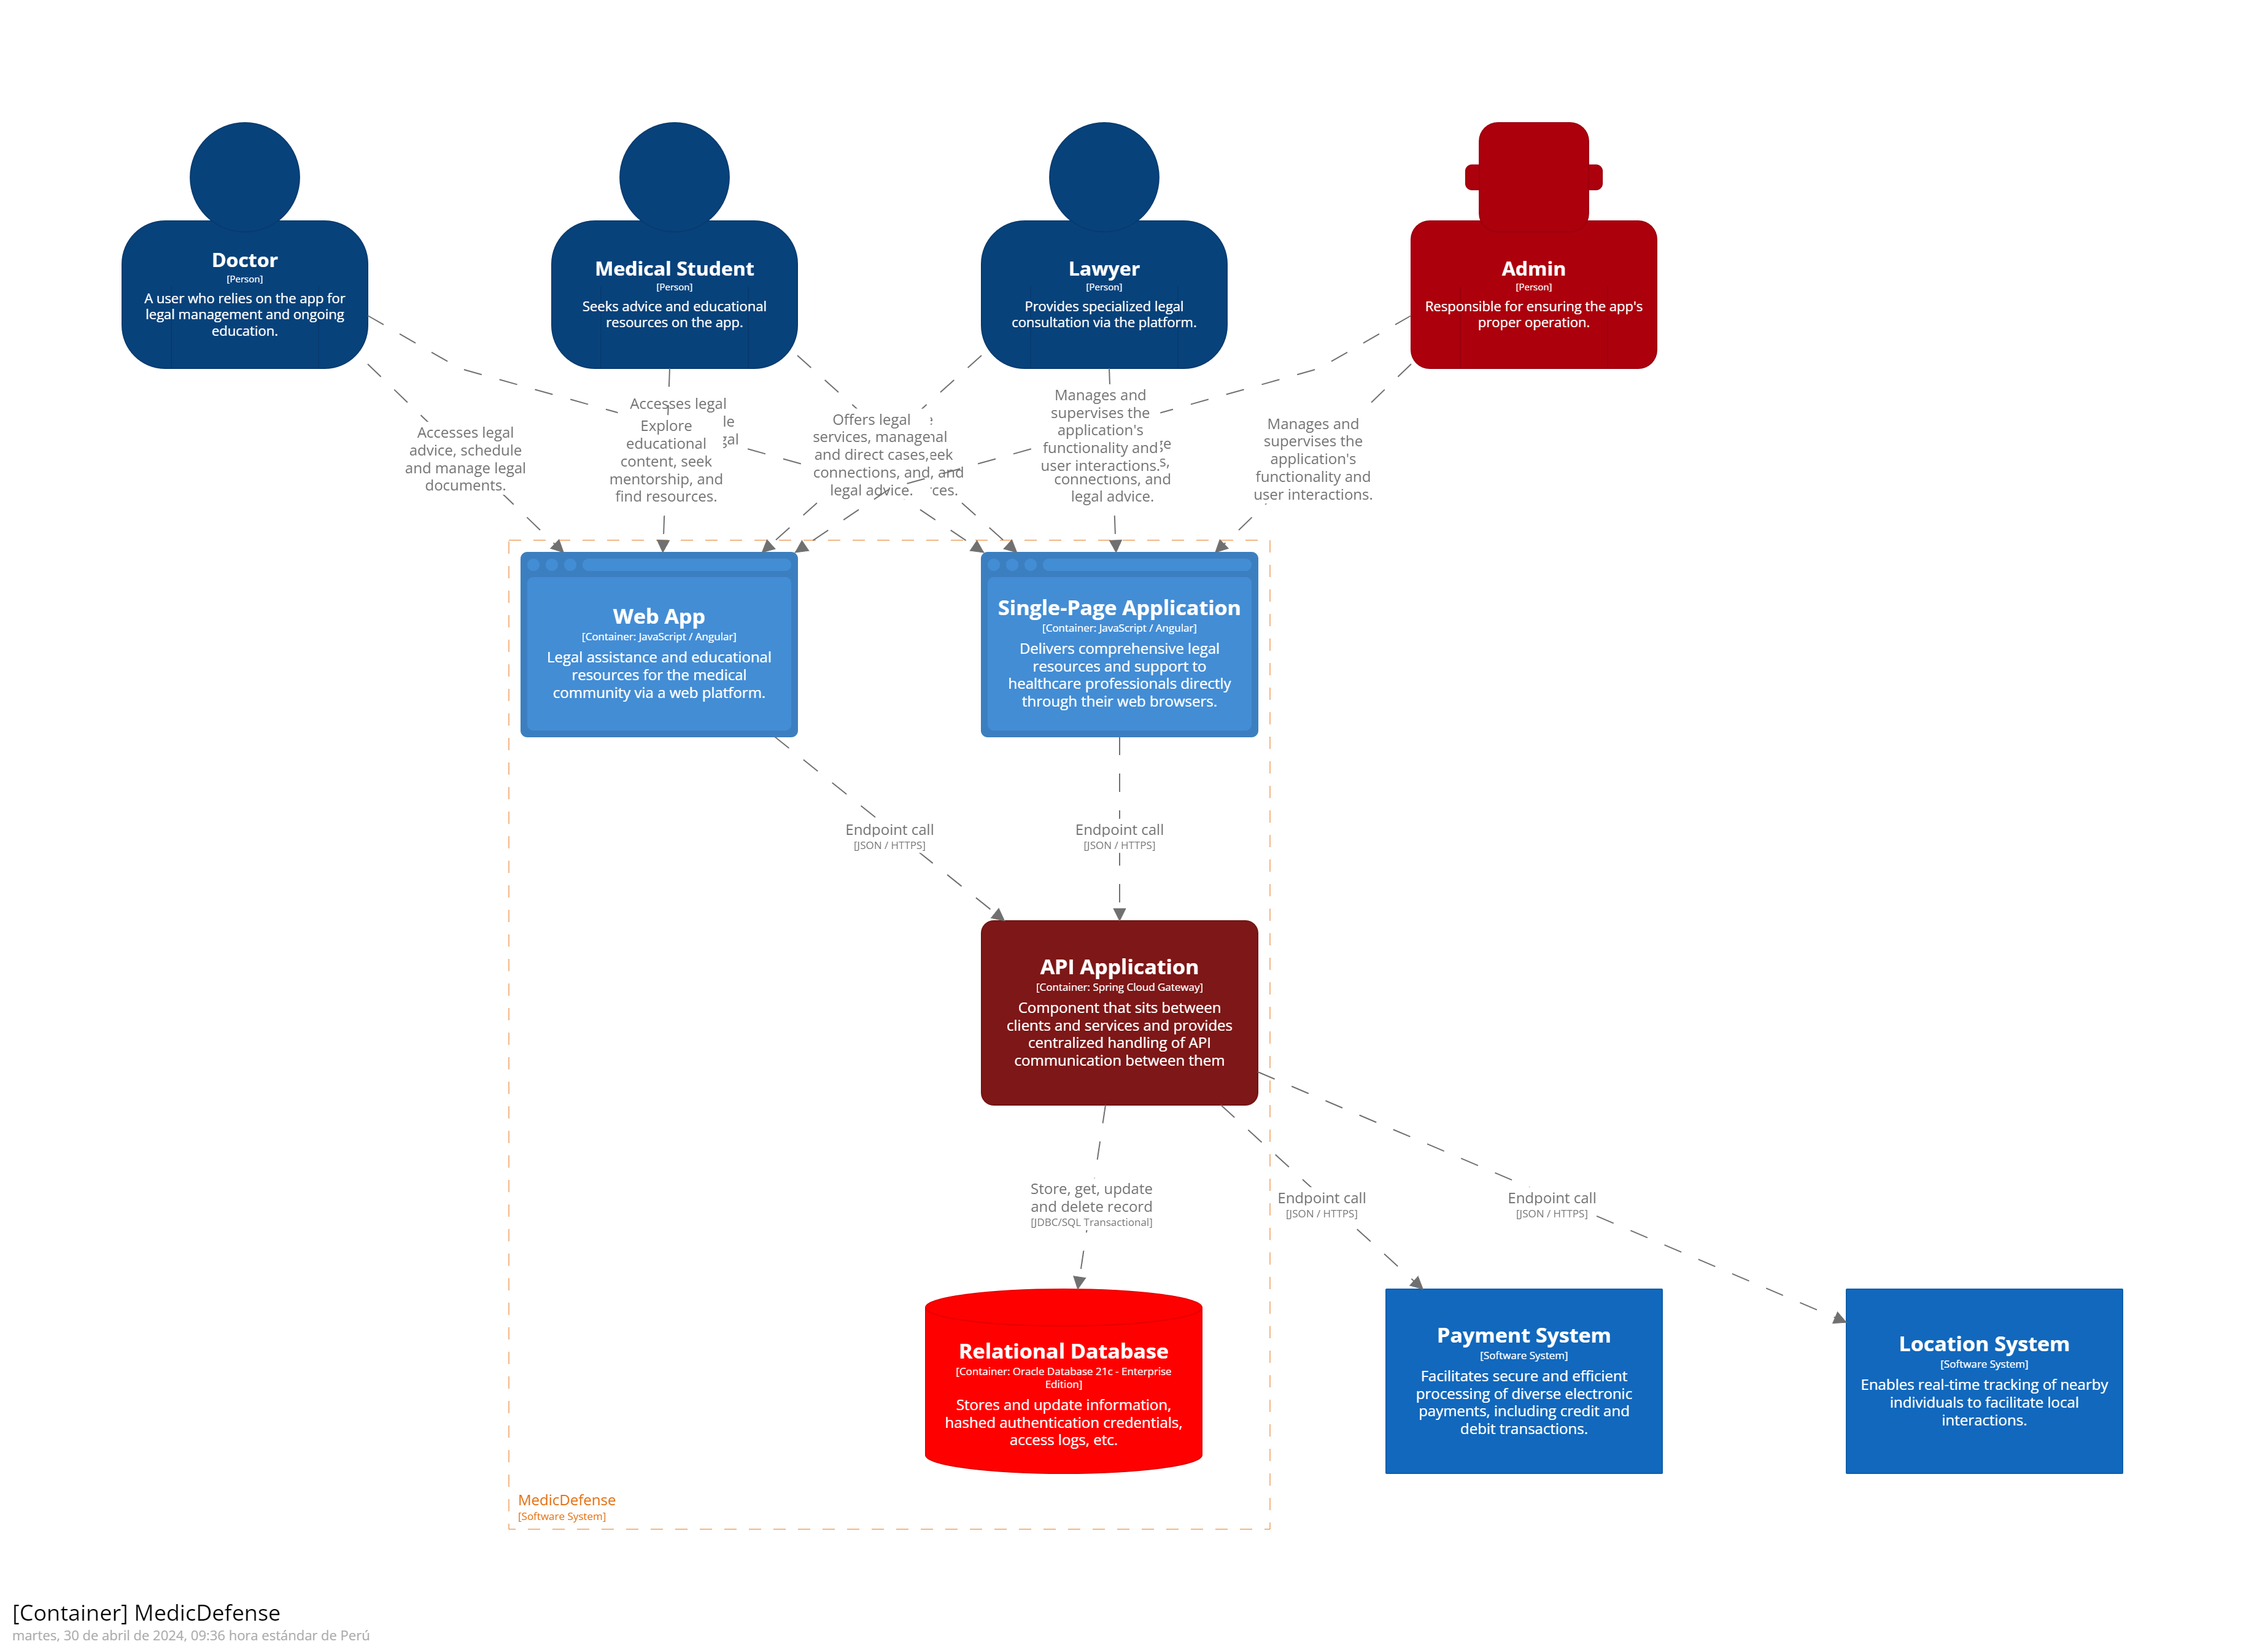 Doctor
[Person]
A user who relies on the app for
legal management and ongoing
education.
Medical Student
[Person]
Seeks advice and educational
resources on the app.
Lawyer
[Person]
Provides specialized legal
consultation via the platform.
Admin
[Person]
Responsible for ensuring the app's
proper operation.
Accesses legal
advice, schedule
and manage legal
documents.
Accesses legal
Explore
educational
content, seek
mentorship, and
find resources.
Offers legal
services, manage
and direct cases,
connections, and
legal advice.
Manages and
supervises the
application's
functionality and
user interactions.
connections, and
legal advice.
Manages and
supervises the
application's
functionality and
user interactions.
Web App
[Container: JavaScript / Angular]
Legal assistance and educational
resources for the medical
community via a web platform.
Single-Page Application
[Container: JavaScript / Angular]
Delivers comprehensive legal
resources and support to
healthcare professionals directly
through their web browsers.
Endpoint call
[JSON / HTTPS]
Endpoint call
[JSON / HTTPS]
API Application
[Container: Spring Cloud Gateway]
Component that sits between
clients and services and provides
centralized handling of API
communication between them
Store, get, update
and delete record
[JDBC/SQL Transactional]
Endpoint call
[JSON / HTTPS]
Endpoint call
[JSON / HTTPS]
Relational Database
[Container: Oracle Database 21c - Enterprise
Edition]
Stores and update information,
hashed authentication credentials,
access logs, etc.
Payment System
[Software System]
Facilitates secure and efficient
processing of diverse electronic
payments, including credit and
debit transactions.
Location System
[Software System]
Enables real-time tracking of nearby
individuals to facilitate local
interactions.
MedicDefense
[Software System]
[Container] MedicDefense
martes, 30 de abril de 2024, 09:36 hora estándar de Perú